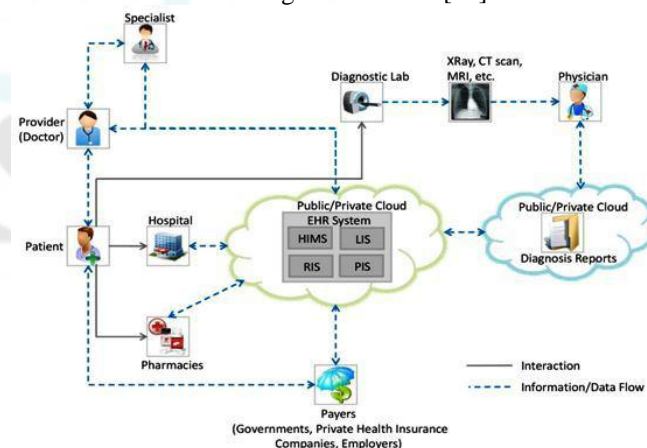 Specialist
Diagnostic Lab
XRay, CT scan,
MRI, etc.
Physician
Provider
(Doctor)
Public/Private Cloud
EHR System
HIMS
LIS
RIS
PIS
Public/Private Cloud
Diagnosis Reports
Patient
Hospital
Pharmacies
Payers
(Governments, Private Health Insurance
Companies, Employers)
Interaction
Information/Data Flow